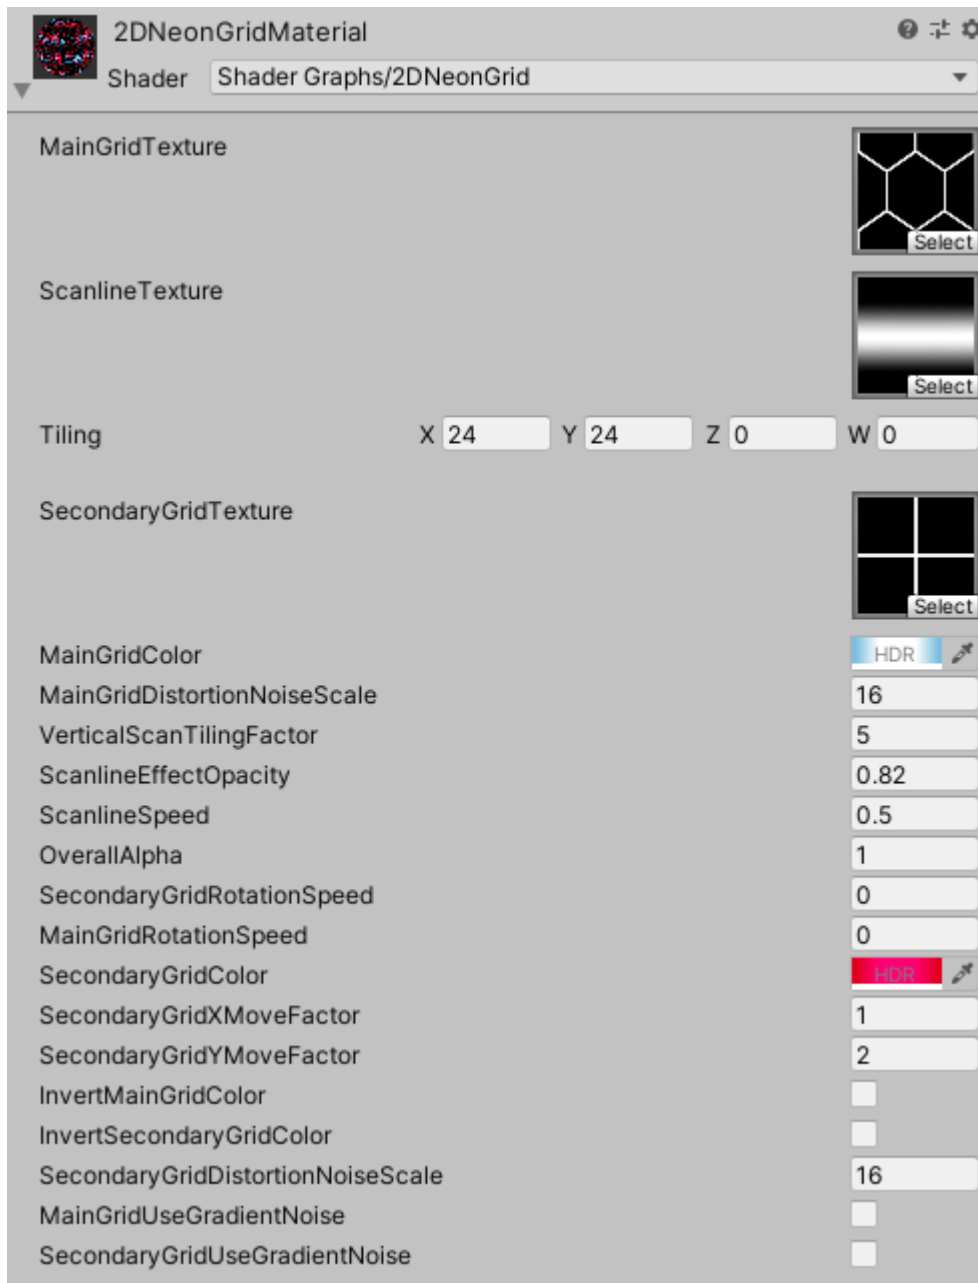 2DNeonGridMaterial
Shader Shader Graphs/2DNeonGrid
MainGridTexture
Select
ScanlineTexture
Select
Tiling X 24 Y 24 Z 0 W 0
SecondaryGridTexture
Select
MainGridColor HDR
MainGridDistortionNoiseScale 16
VerticalScanTilingFactor 5
ScanlineEffectOpacity 0.82
ScanlineSpeed 0.5
OverallAlpha 1
SecondaryGridRotationSpeed 0
MainGridRotationSpeed 0
SecondaryGridColor HDR
SecondaryGridXMoveFactor 1
SecondaryGridYMoveFactor 2
InvertMainGridColor
InvertSecondaryGridColor
SecondaryGridDistortionNoiseScale 16
MainGridUseGradientNoise
SecondaryGridUseGradientNoise